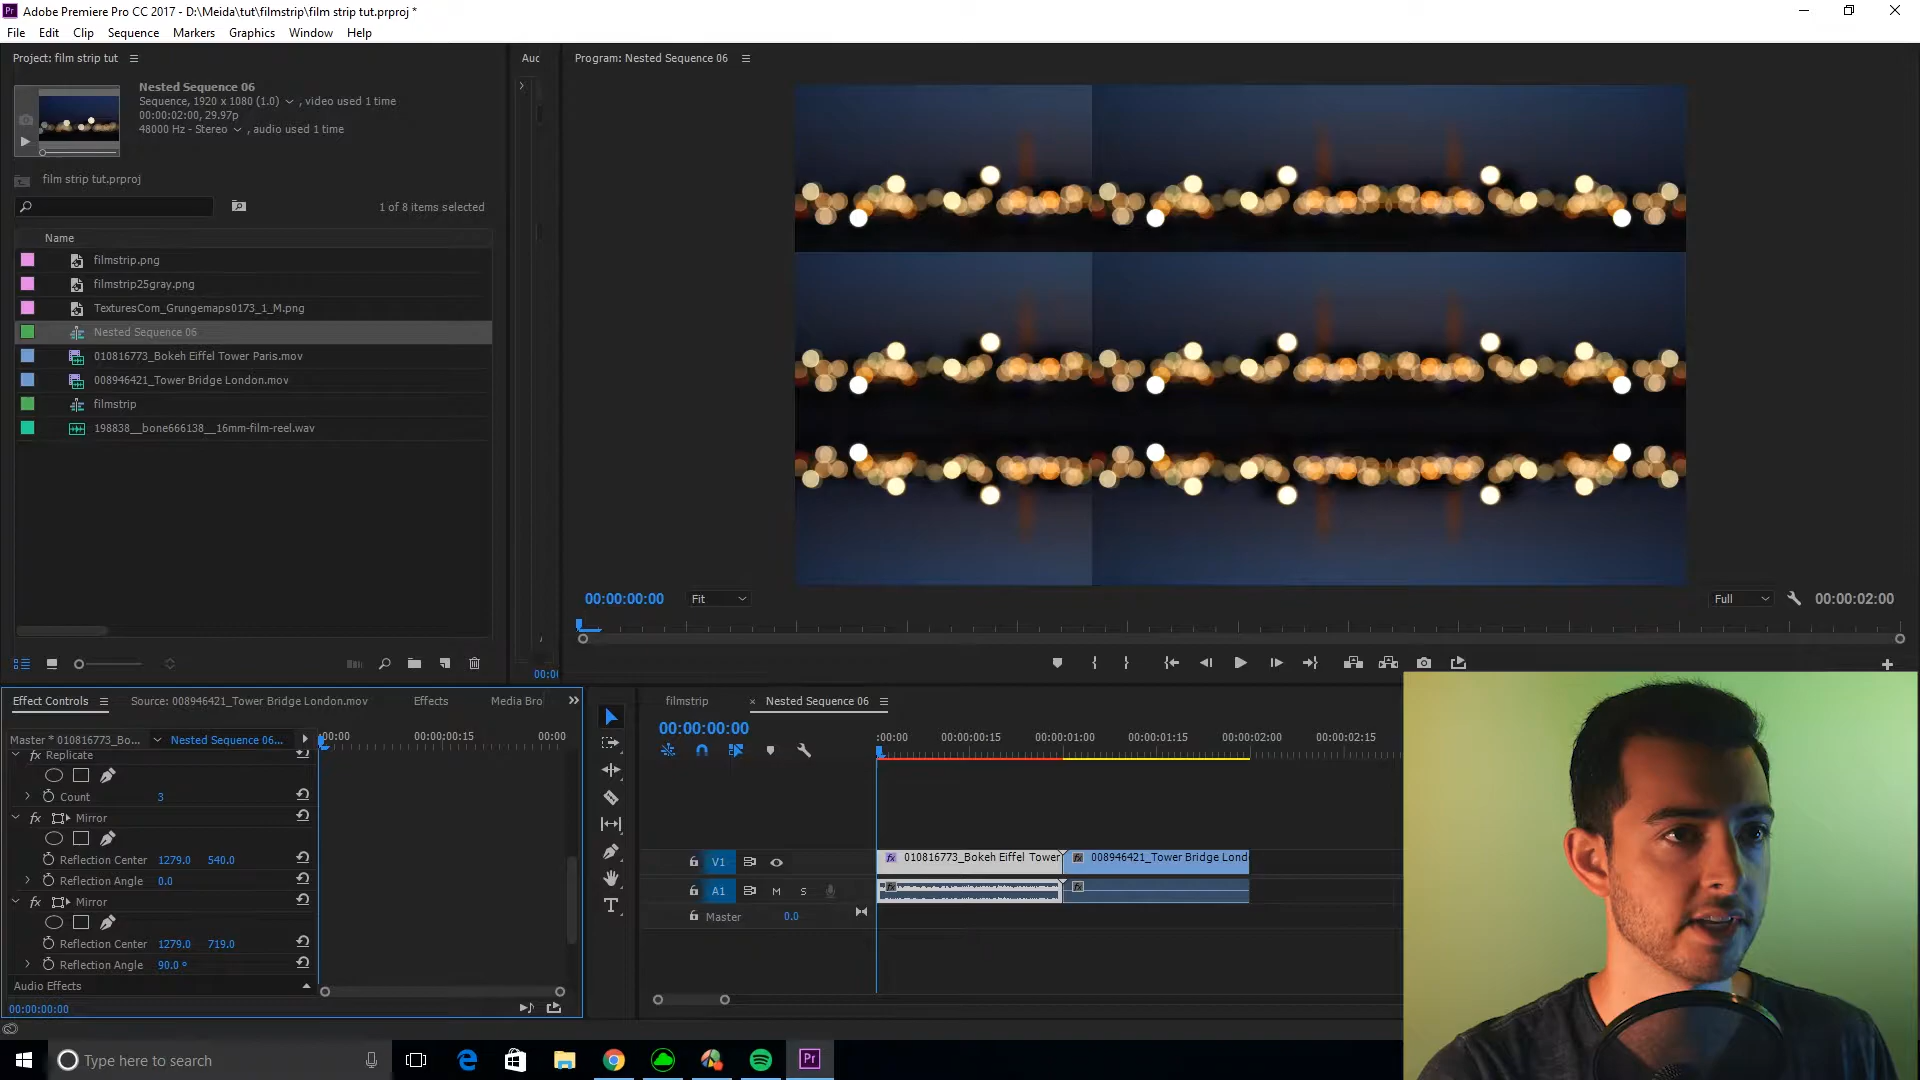 Adobe Premiere Pro CC 2017 - D:\Meida\tut\filmstrip\film strip tut.prproj *
File Edit Clip Sequence Markers Graphics Window Help
Project: film strip tut
Nested Sequence 06
Sequence, 1920 x 1080 (1.0) , video used 1 time
00:00:02:00, 29.97p
48000 Hz - Stereo , audio used 1 time
film strip tut.prproj
1 of 8 items selected
Name
filmstrip.png
filmstrip25gray.png
TexturesCom_Grungemaps0173_1_M.png
Nested Sequence 06
010816773_Bokeh Eiffel Tower Paris.mov
008946421_Tower Bridge London.mov
filmstrip
198838__bone666138__16mm-film-reel.wav
Auc
00:00
Program: Nested Sequence 06
00:00:00:00 Fit Full 00:00:02:00
Effect Controls Source: 008946421_Tower Bridge London.mov Effects Media Bro
Master * 010816773_Bo... Nested Sequence 06... :00:00 00:00:00:15 00:00
fx Replicate
Count 3
fx Mirror
Reflection Center 1279.0 540.0
Reflection Angle 0.0
fx Mirror
Reflection Center 1279.0 719.0
Reflection Angle 90.0 °
Audio Effects
00:00:00:00
filmstrip × Nested Sequence 06
00:00:00:00
:00:00 00:00:00:15 00:00:01:00 00:00:01:15 00:00:02:00 00:00:02:15
V1 fx 010816773_Bokeh Eiffel Tower fx 008946421_Tower Bridge Lond
A1 M S fx fx
Master 0.0
Type here to search
Pr